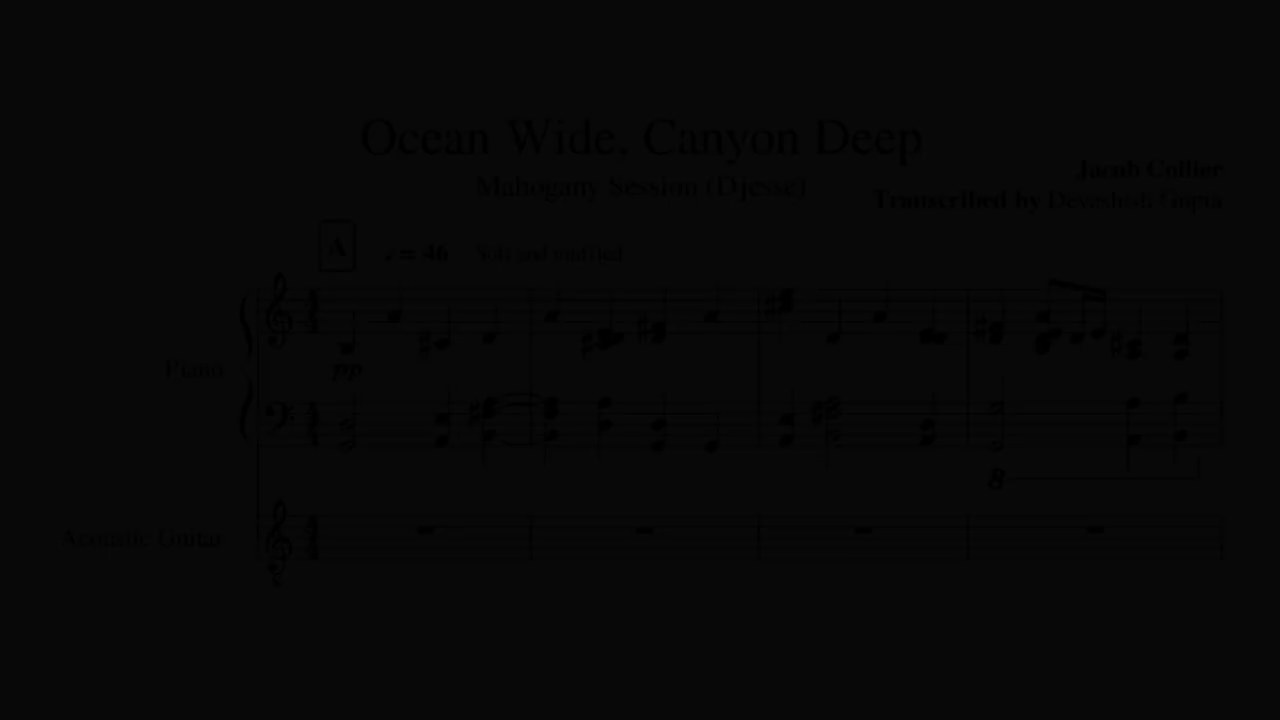 Ocean Wide, Canyon Deep
Mahogany Session (Djesse)
Jacob Collier
Transcribed by Devashish Gupta
A ♩ = 46 Soft and muffled
Piano
pp
8
Acoustic Guitar